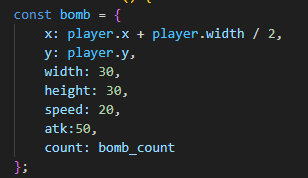 () {
const bomb = {
x: player.x + player.width / 2,
y: player.y,
width: 30,
height: 30,
speed: 20,
atk:50,
count: bomb_count
};